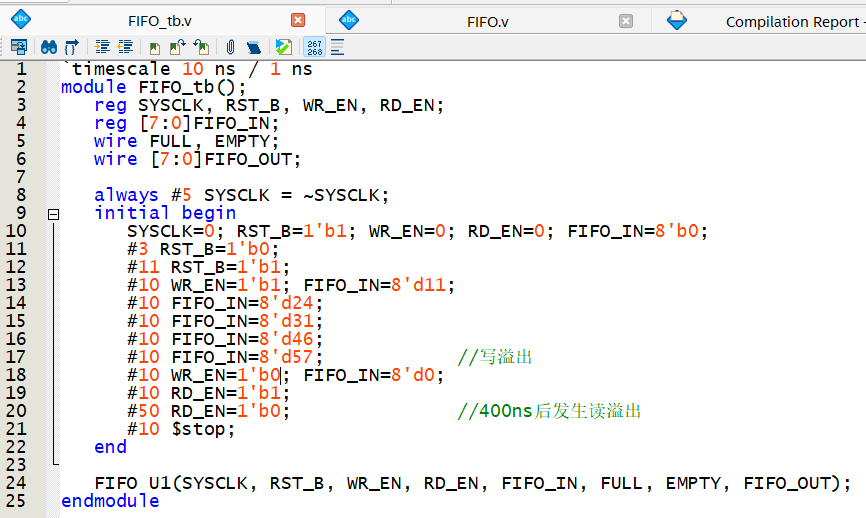 FIFO_tb.v FIFO.v Compilation Report -
1 `timescale 10 ns / 1 ns
2 module FIFO_tb();
3 reg SYSCLK, RST_B, WR_EN, RD_EN;
4 reg [7:0]FIFO_IN;
5 wire FULL, EMPTY;
6 wire [7:0]FIFO_OUT;
7
8 always #5 SYSCLK = ~SYSCLK;
9 initial begin
10 SYSCLK=0; RST_B=1'b1; WR_EN=0; RD_EN=0; FIFO_IN=8'b0;
11 #3 RST_B=1'b0;
12 #11 RST_B=1'b1;
13 #10 WR_EN=1'b1; FIFO_IN=8'd11;
14 #10 FIFO_IN=8'd24;
15 #10 FIFO_IN=8'd31;
16 #10 FIFO_IN=8'd46;
17 #10 FIFO_IN=8'd57; //写溢出
18 #10 WR_EN=1'b0; FIFO_IN=8'd0;
19 #10 RD_EN=1'b1;
20 #50 RD_EN=1'b0; //400ns后发生读溢出
21 #10 $stop;
22 end
23
24 FIFO U1(SYSCLK, RST_B, WR_EN, RD_EN, FIFO_IN, FULL, EMPTY, FIFO_OUT);
25 endmodule